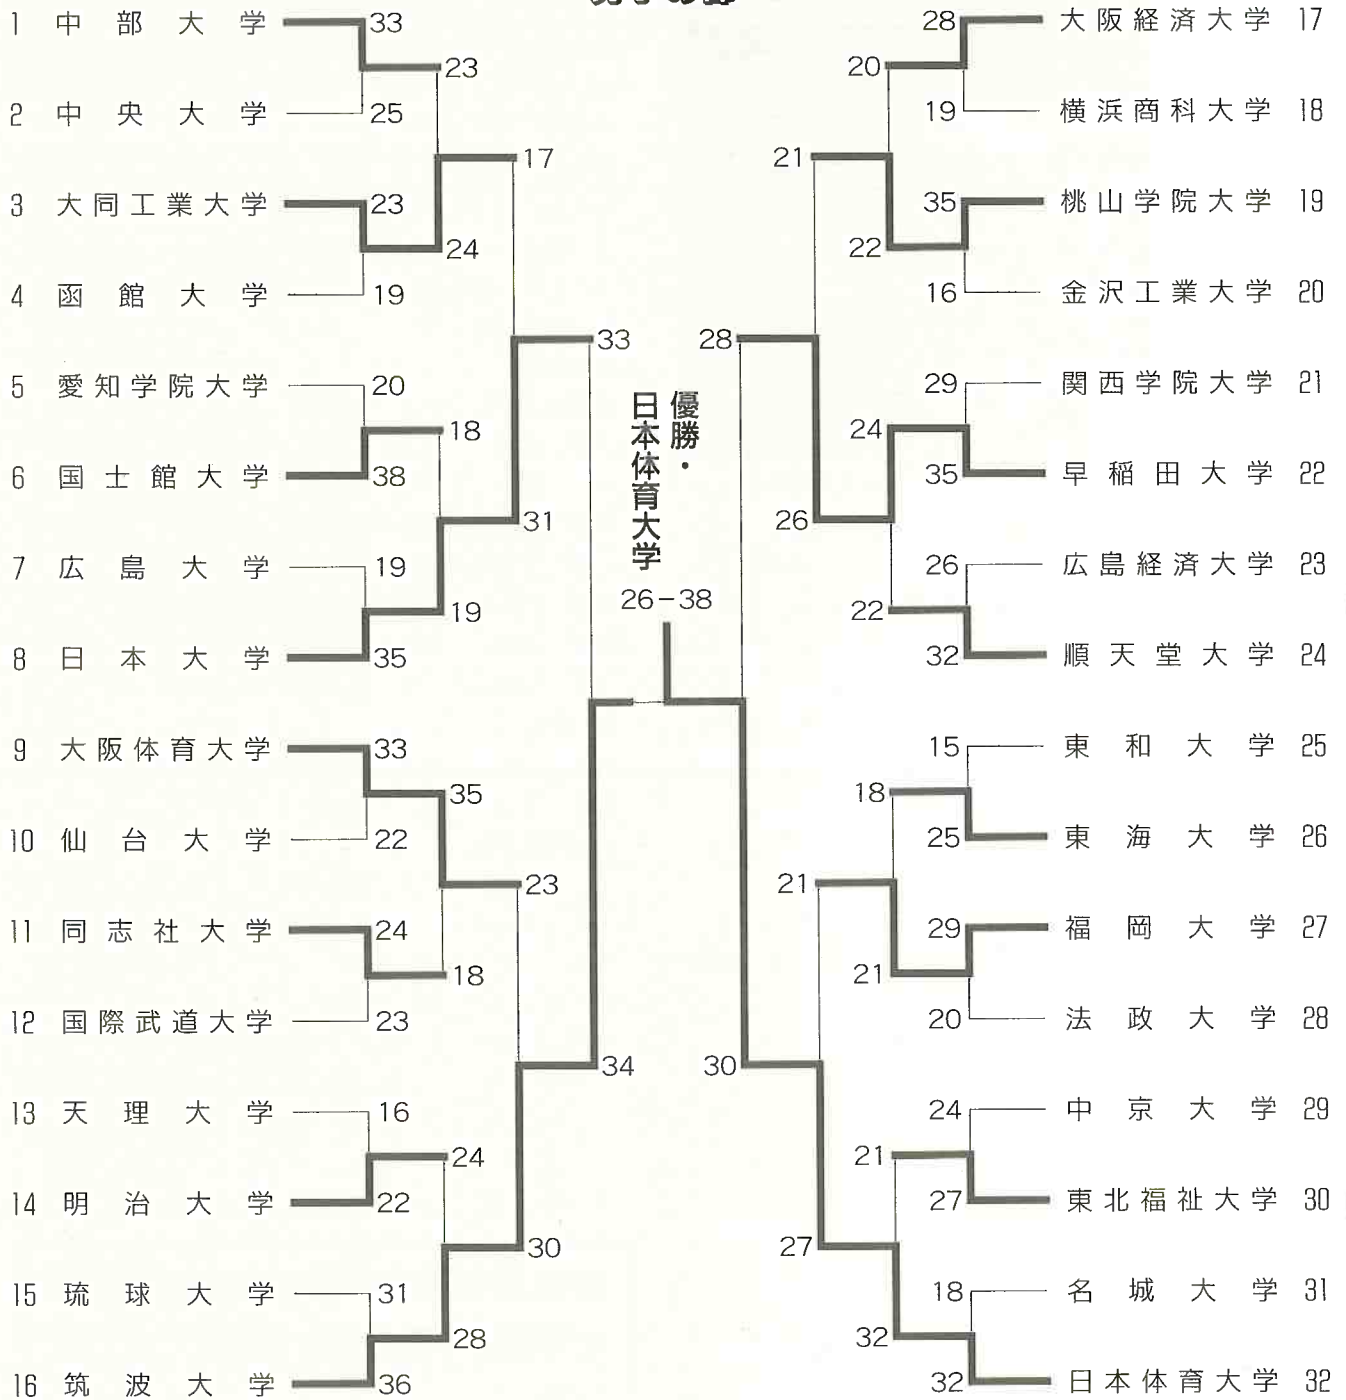 1 中部大学 33
23
2 中央大学 25
17
3 大同工業大学 23
24
4 函館大学 19
33
5 愛知学院大学 20
18
6 国士館大学 38
31
7 広島大学 19
19
8 日本大学 35
9 大阪体育大学 33
35
10 仙台大学 22
23
11 同志社大学 24
18
12 国際武道大学 23
34
13 天理大学 16
24
14 明治大学 22
30
15 琉球大学 31
28
16 筑波大学 36
優勝・
日本体育大学
26-38
28 大阪経済大学 17
20
19 横浜商科大学 18
21
35 桃山学院大学 19
22
16 金沢工業大学 20
28
29 関西学院大学 21
24
35 早稲田大学 22
26
26 広島経済大学 23
22
32 順天堂大学 24
15 東和大学 25
18
25 東海大学 26
21
29 福岡大学 27
21
20 法政大学 28
30
24 中京大学 29
21
27 東北福祉大学 30
27
18 名城大学 31
32
32 日本体育大学 32